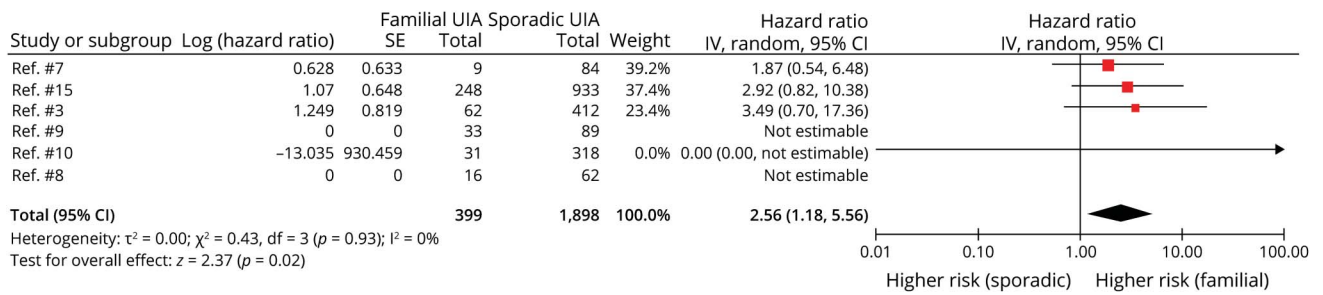 Familial UIA Sporadic UIA Hazard ratio Hazard ratio
Study or subgroup Log (hazard ratio) SE Total Total Weight IV, random, 95% CI IV, random, 95% CI
Ref. #7 0.628 0.633 9 84 39.2% 1.87 (0.54, 6.48)
Ref. #15 1.07 0.648 248 933 37.4% 2.92 (0.82, 10.38)
Ref. #3 1.249 0.819 62 412 23.4% 3.49 (0.70, 17.36)
Ref. #9 0 0 33 89 Not estimable
Ref. #10 –13.035 930.459 31 318 0.0% 0.00 (0.00, not estimable)
Ref. #8 0 0 16 62 Not estimable
Total (95% CI) 399 1,898 100.0% 2.56 (1.18, 5.56)
Heterogeneity: τ² = 0.00; χ² = 0.43, df = 3 (p = 0.93); I² = 0%
Test for overall effect: z = 2.37 (p = 0.02)
0.01 0.10 1.00 10.00 100.00
Higher risk (sporadic) Higher risk (familial)